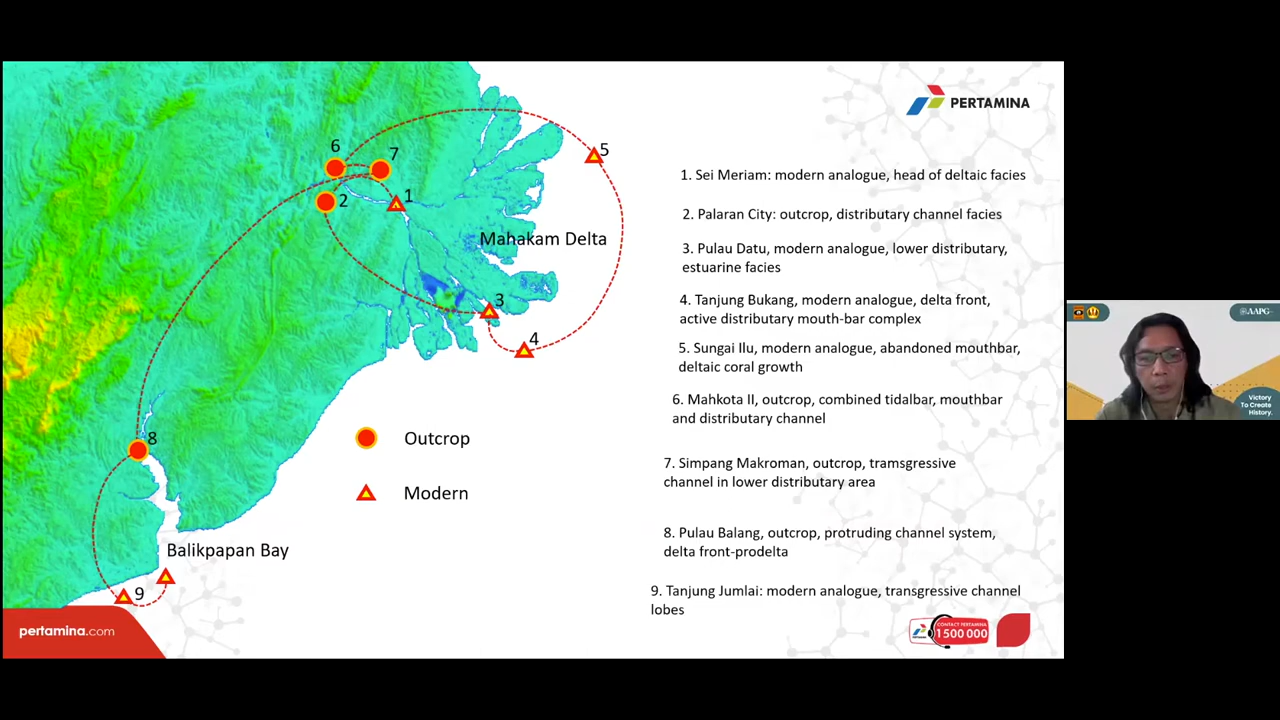 PERTAMINA
6
7
5
2
1
Mahakam Delta
3
4
8
Outcrop
Modern
Balikpapan Bay
9
1. Sei Meriam: modern analogue, head of deltaic facies
2. Palaran City: outcrop, distributary channel facies
3. Pulau Datu, modern analogue, lower distributary,
estuarine facies
4. Tanjung Bukang, modern analogue, delta front,
active distributary mouth-bar complex
5. Sungai Ilu, modern analogue, abandoned mouthbar,
deltaic coral growth
6. Mahkota II, outcrop, combined tidalbar, mouthbar
and distributary channel
7. Simpang Makroman, outcrop, tramsgressive
channel in lower distributary area
8. Pulau Balang, outcrop, protruding channel system,
delta front-prodelta
9. Tanjung Jumlai: modern analogue, transgressive channel
lobes
pertamina.com
CONTACT PERTAMINA
1 500 000
AAPG
Victory
To Create
History.